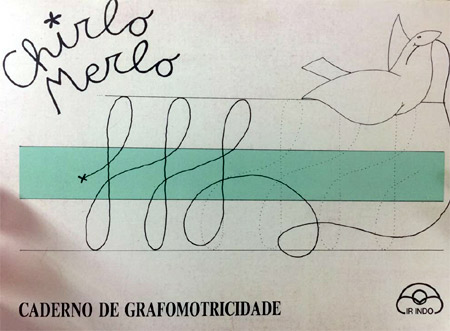 Chirlo
Merlo
CADERNO DE GRAFOMOTRICIDADE
IR INDO